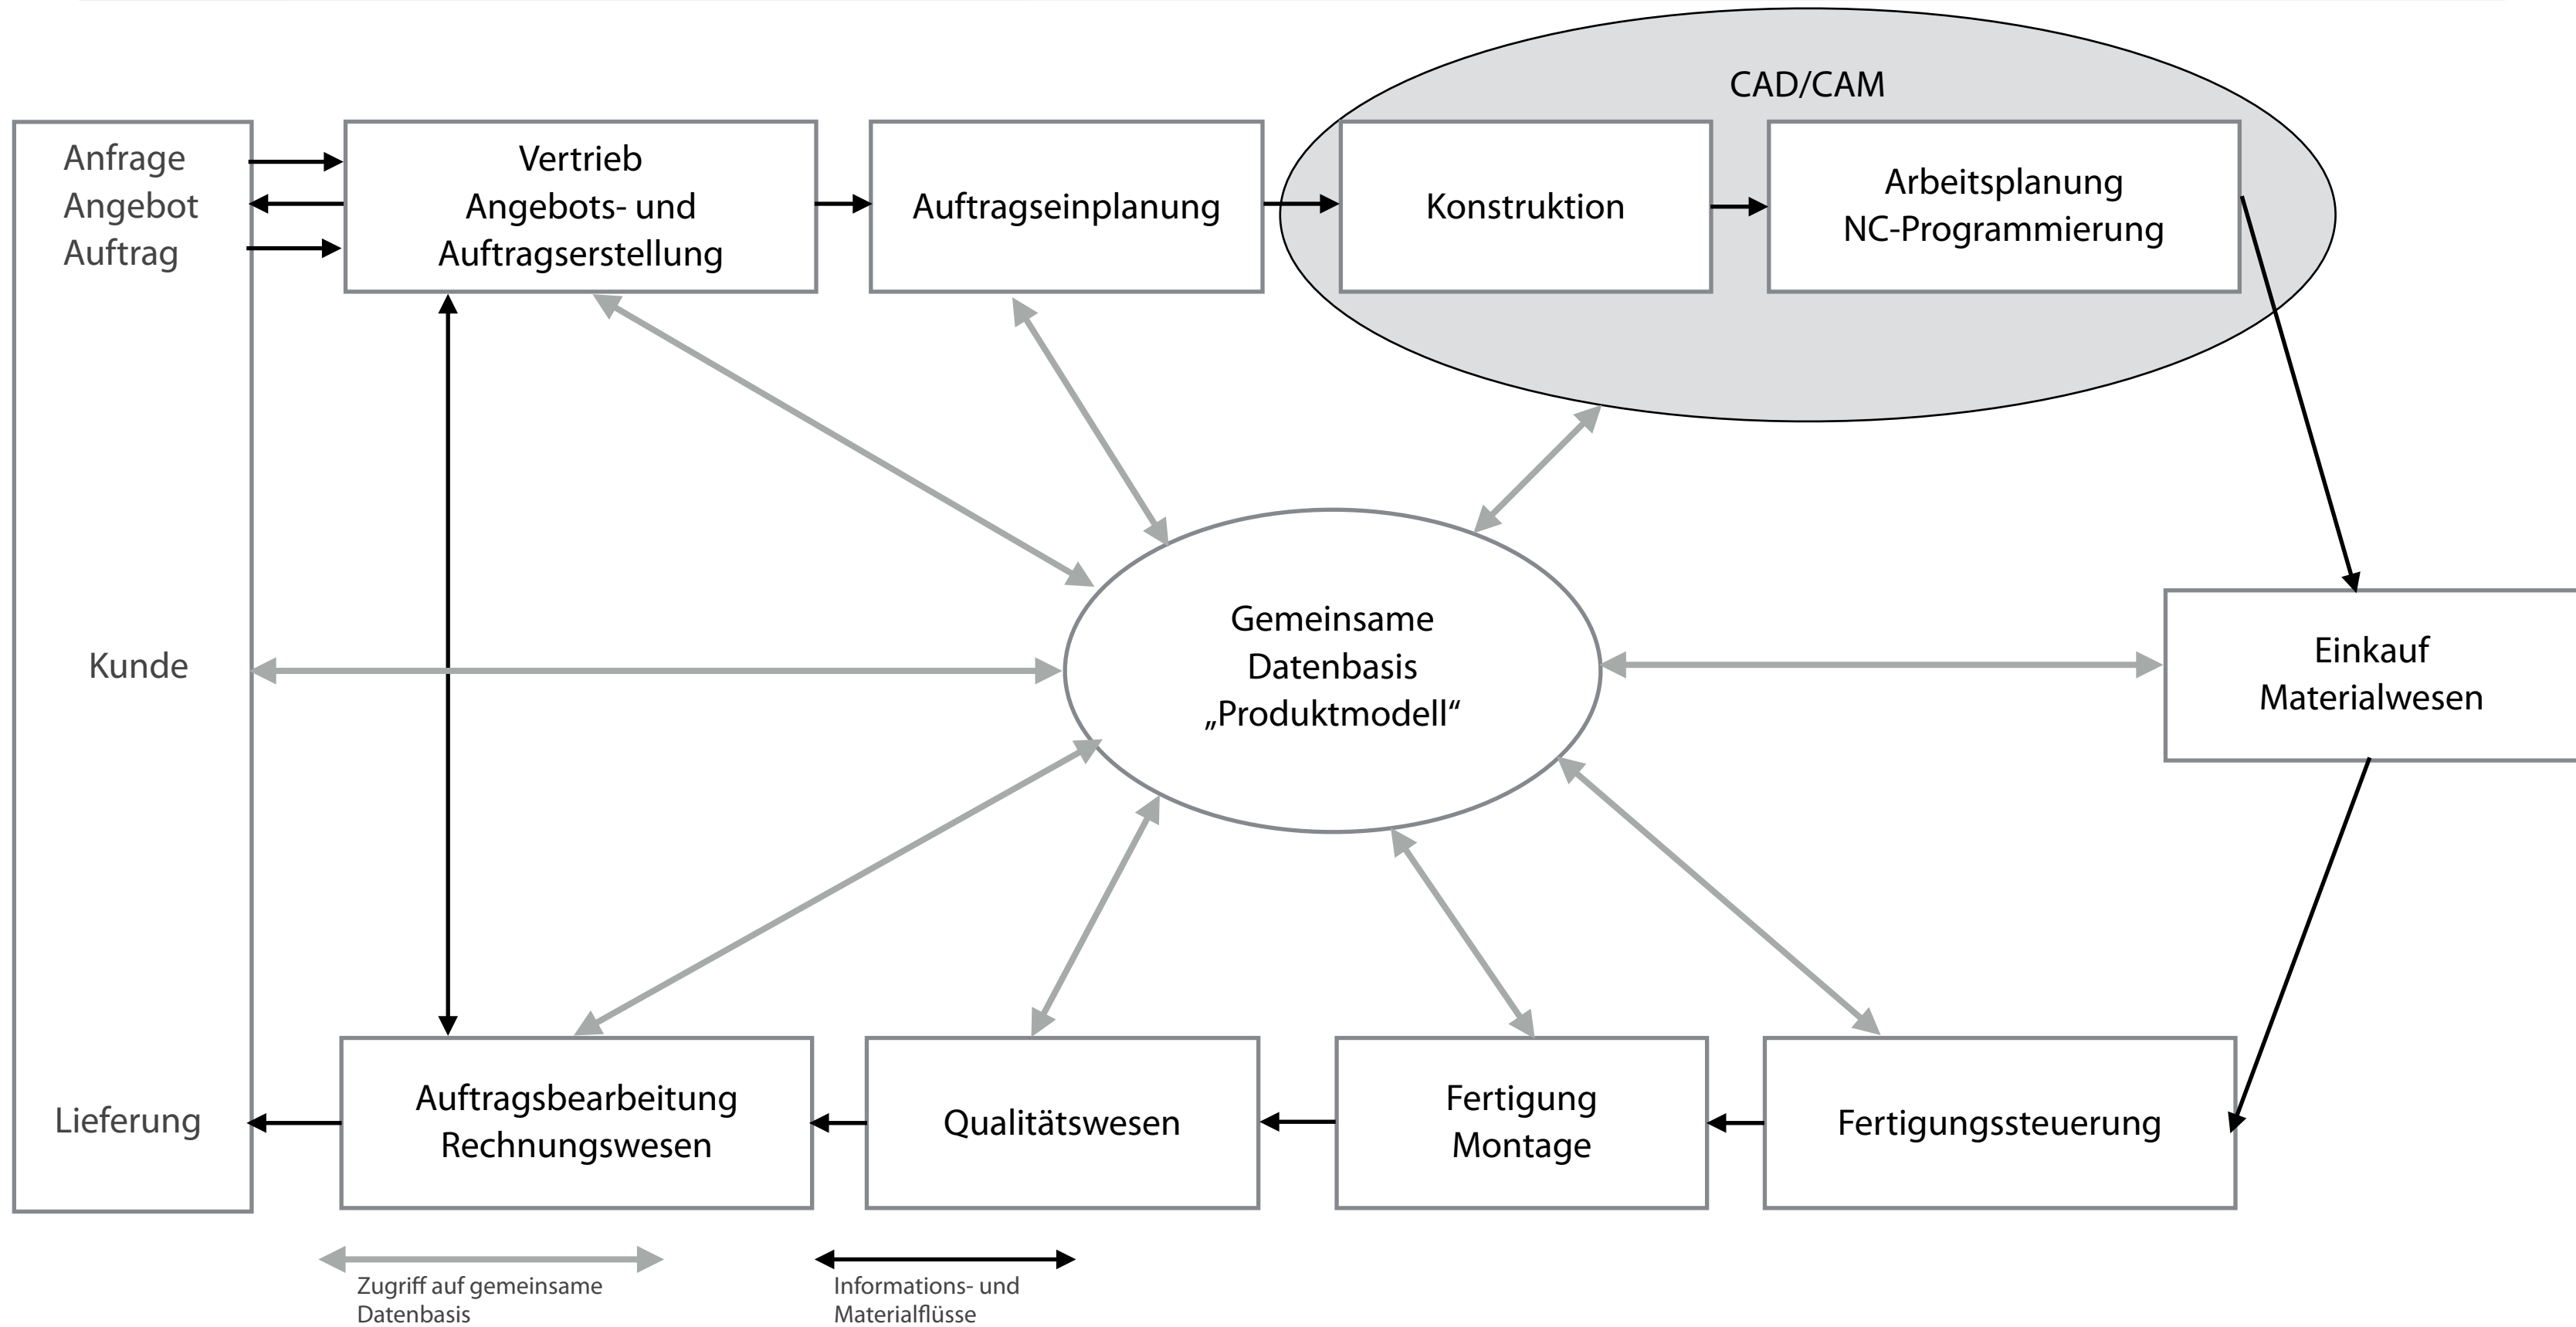 CAD/CAM
Anfrage
Angebot
Auftrag
Vertrieb
Angebots- und
Auftragserstellung
Auftragseinplanung
Konstruktion
Arbeitsplanung
NC-Programmierung
Kunde
Gemeinsame
Datenbasis
„Produktmodell“
Einkauf
Materialwesen
Lieferung
Auftragsbearbeitung
Rechnungswesen
Qualitätswesen
Fertigung
Montage
Fertigungssteuerung
Zugriff auf gemeinsame
Datenbasis
Informations- und
Materialflüsse